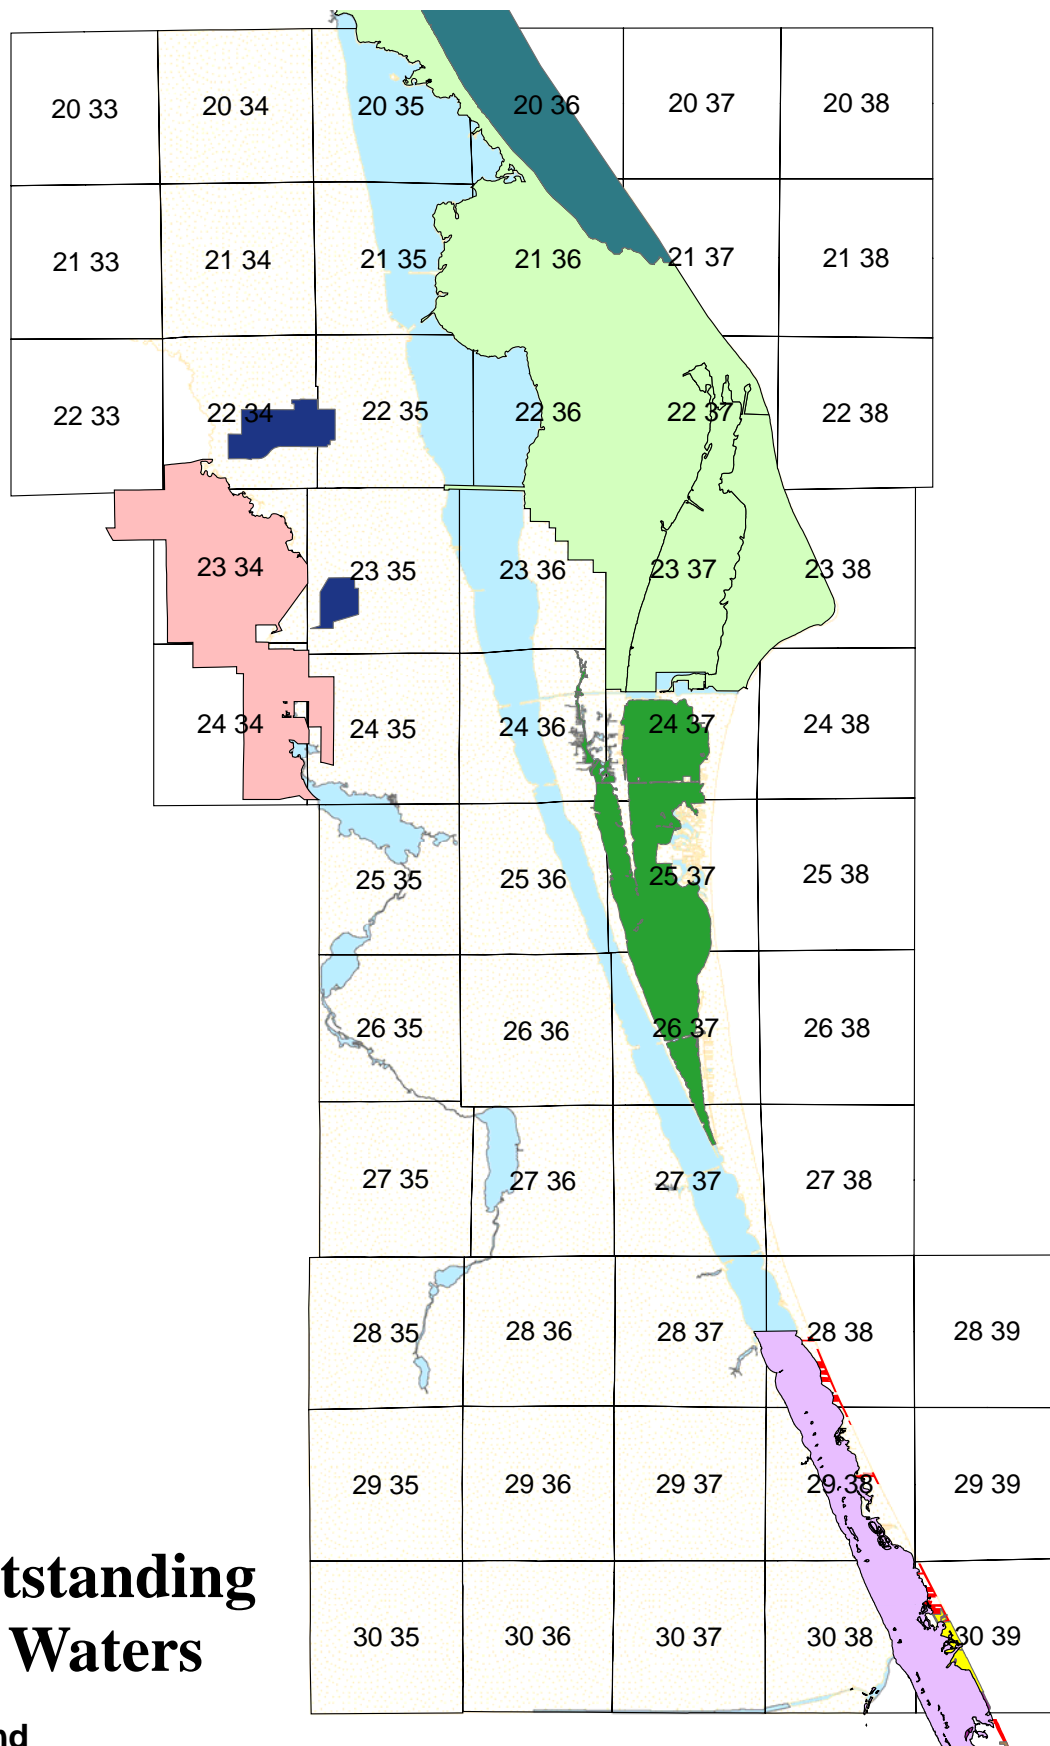 20 33 20 34 20 35 20 36 20 37 20 38
21 33 21 34 21 35 21 36 21 37 21 38
22 33 22 34 22 35 22 36 22 37 22 38
23 34 23 35 23 36 23 37 23 38
24 34 24 35 24 36 24 37 24 38
25 35 25 36 25 37 25 38
26 35 26 36 26 37 26 38
27 35 27 36 27 37 27 38
28 35 28 36 28 37 28 38 28 39
29 35 29 36 29 37 29 38 29 39
tstanding
30 35 30 36 30 37 30 38 30 39
Waters
nd